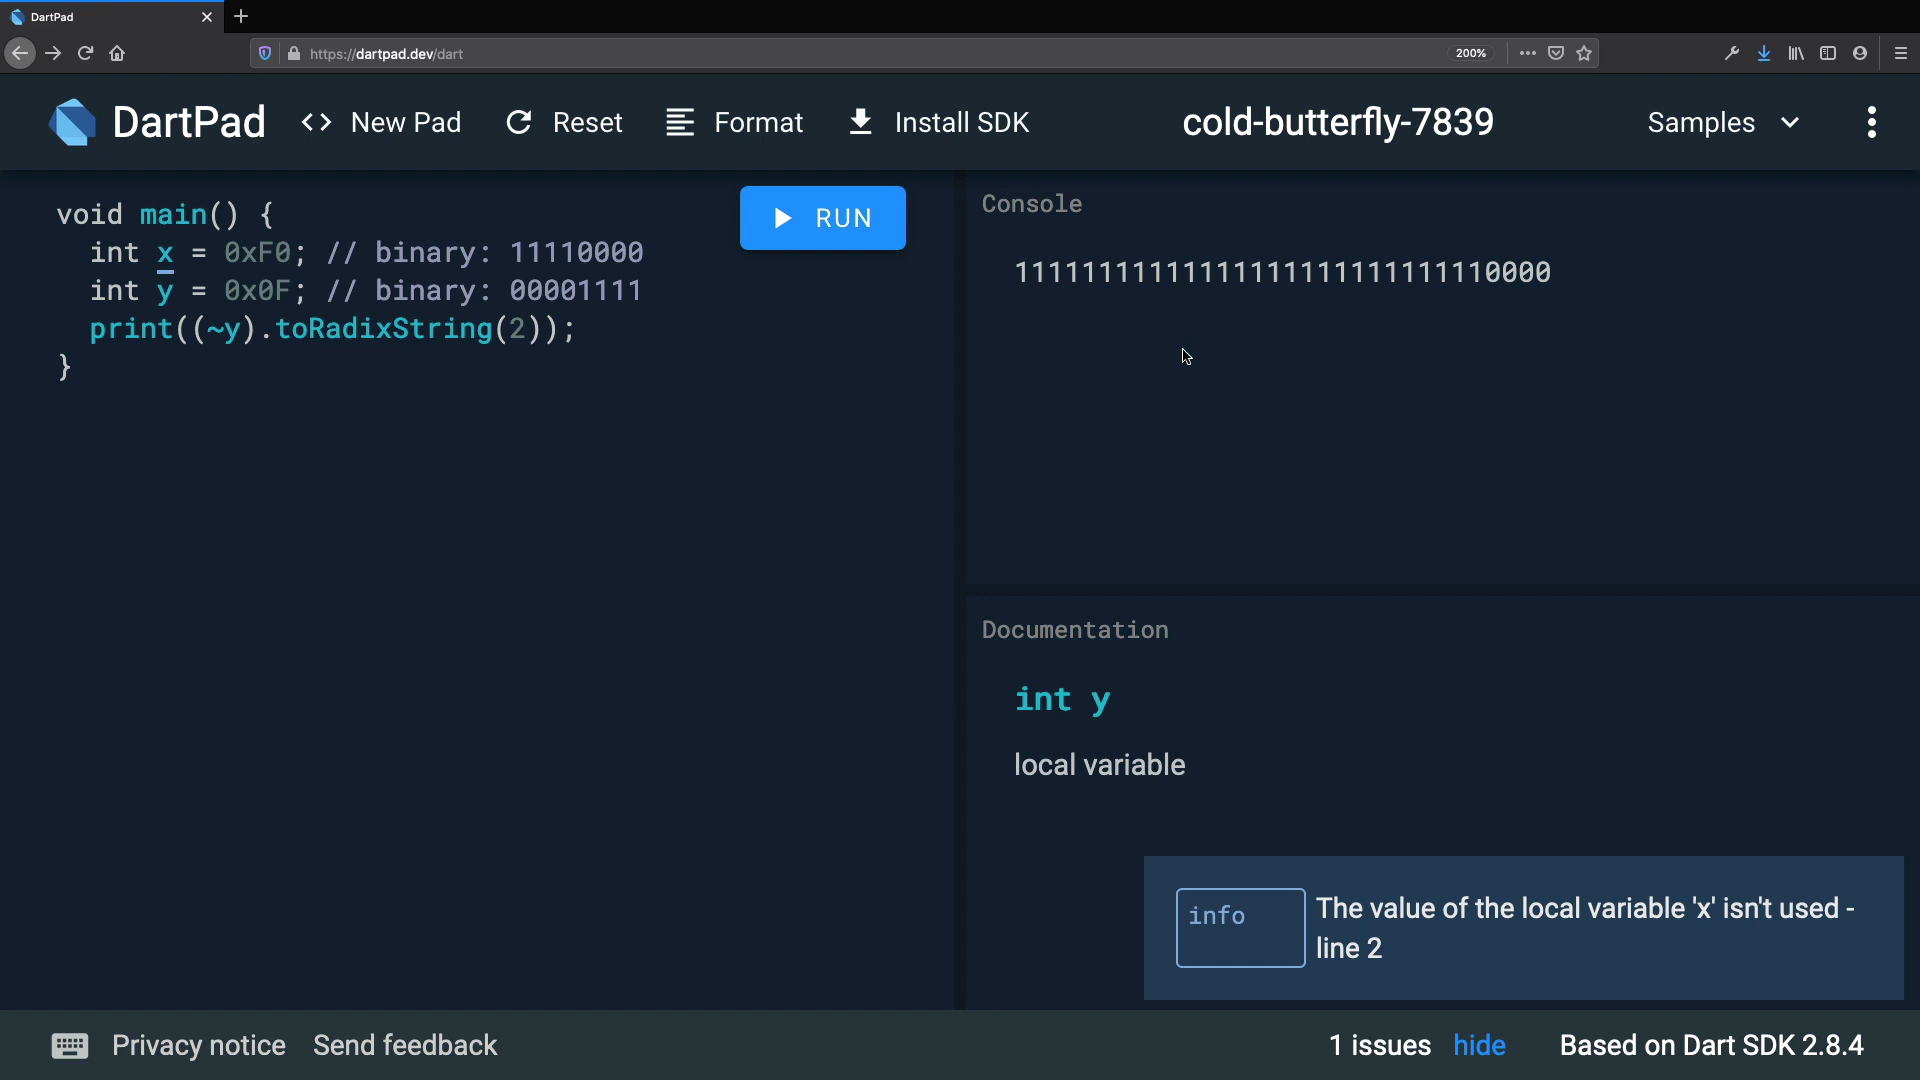 DartPad
https://dartpad.dev/dart
200%
DartPad
New Pad
Reset
Format
Install SDK
cold-butterfly-7839
Samples
void main() {
  int x = 0xF0; // binary: 11110000
  int y = 0x0F; // binary: 00001111
  print((~y).toRadixString(2));
}
RUN
Console
11111111111111111111111111110000
Documentation
int y
local variable
info
The value of the local variable 'x' isn't used -
line 2
Privacy notice
Send feedback
1 issues
hide
Based on Dart SDK 2.8.4